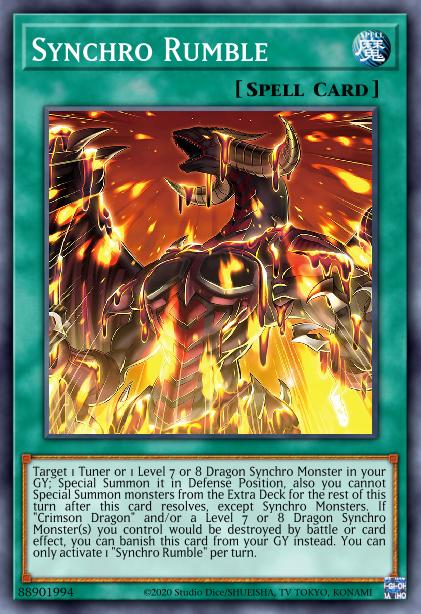 SYNCHRO RUMBLE
SPELL
魔
[SPELL CARD]
Target 1 Tuner or 1 Level 7 or 8 Dragon Synchro Monster in your
GY; Special Summon it in Defense Position, also you cannot
Special Summon monsters from the Extra Deck for the rest of this
turn after this card resolves, except Synchro Monsters. If
"Crimson Dragon" and/or a Level 7 or 8 Dragon Synchro
Monster(s) you control would be destroyed by battle or card
effect, you can banish this card from your GY instead. You can
only activate 1 "Synchro Rumble" per turn.
88901994
©2020 Studio Dice/SHUEISHA, TV TOKYO, KONAMI